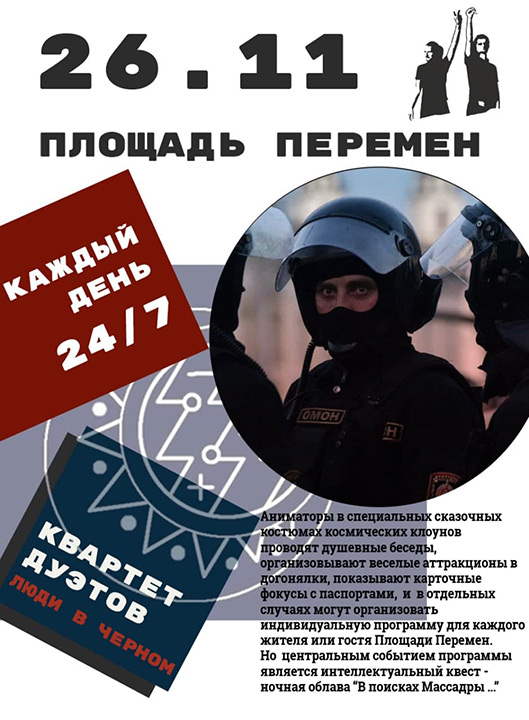 26.11
ПЛОЩАДЬ ПЕРЕМЕН
КАЖДЫЙ
ДЕНЬ
24/7
ОМОН
ОН
КВАРТЕТ
ДУЭТОВ
ЛЮДИ В ЧЕРНОМ
Аниматоры в специальных сказочных
костюмах космических клоунов
проводят душевные беседы,
организовывают веселые аттракционы в
догонялки, показывают карточные
фокусы с паспортами, и в отдельных
случаях могут организовать
индивидуальную программу для каждого
жителя или гостя Площади Перемен.
Но центральным событием программы
является интеллектуальный квест -
ночная облава “В поисках Массадры ...”